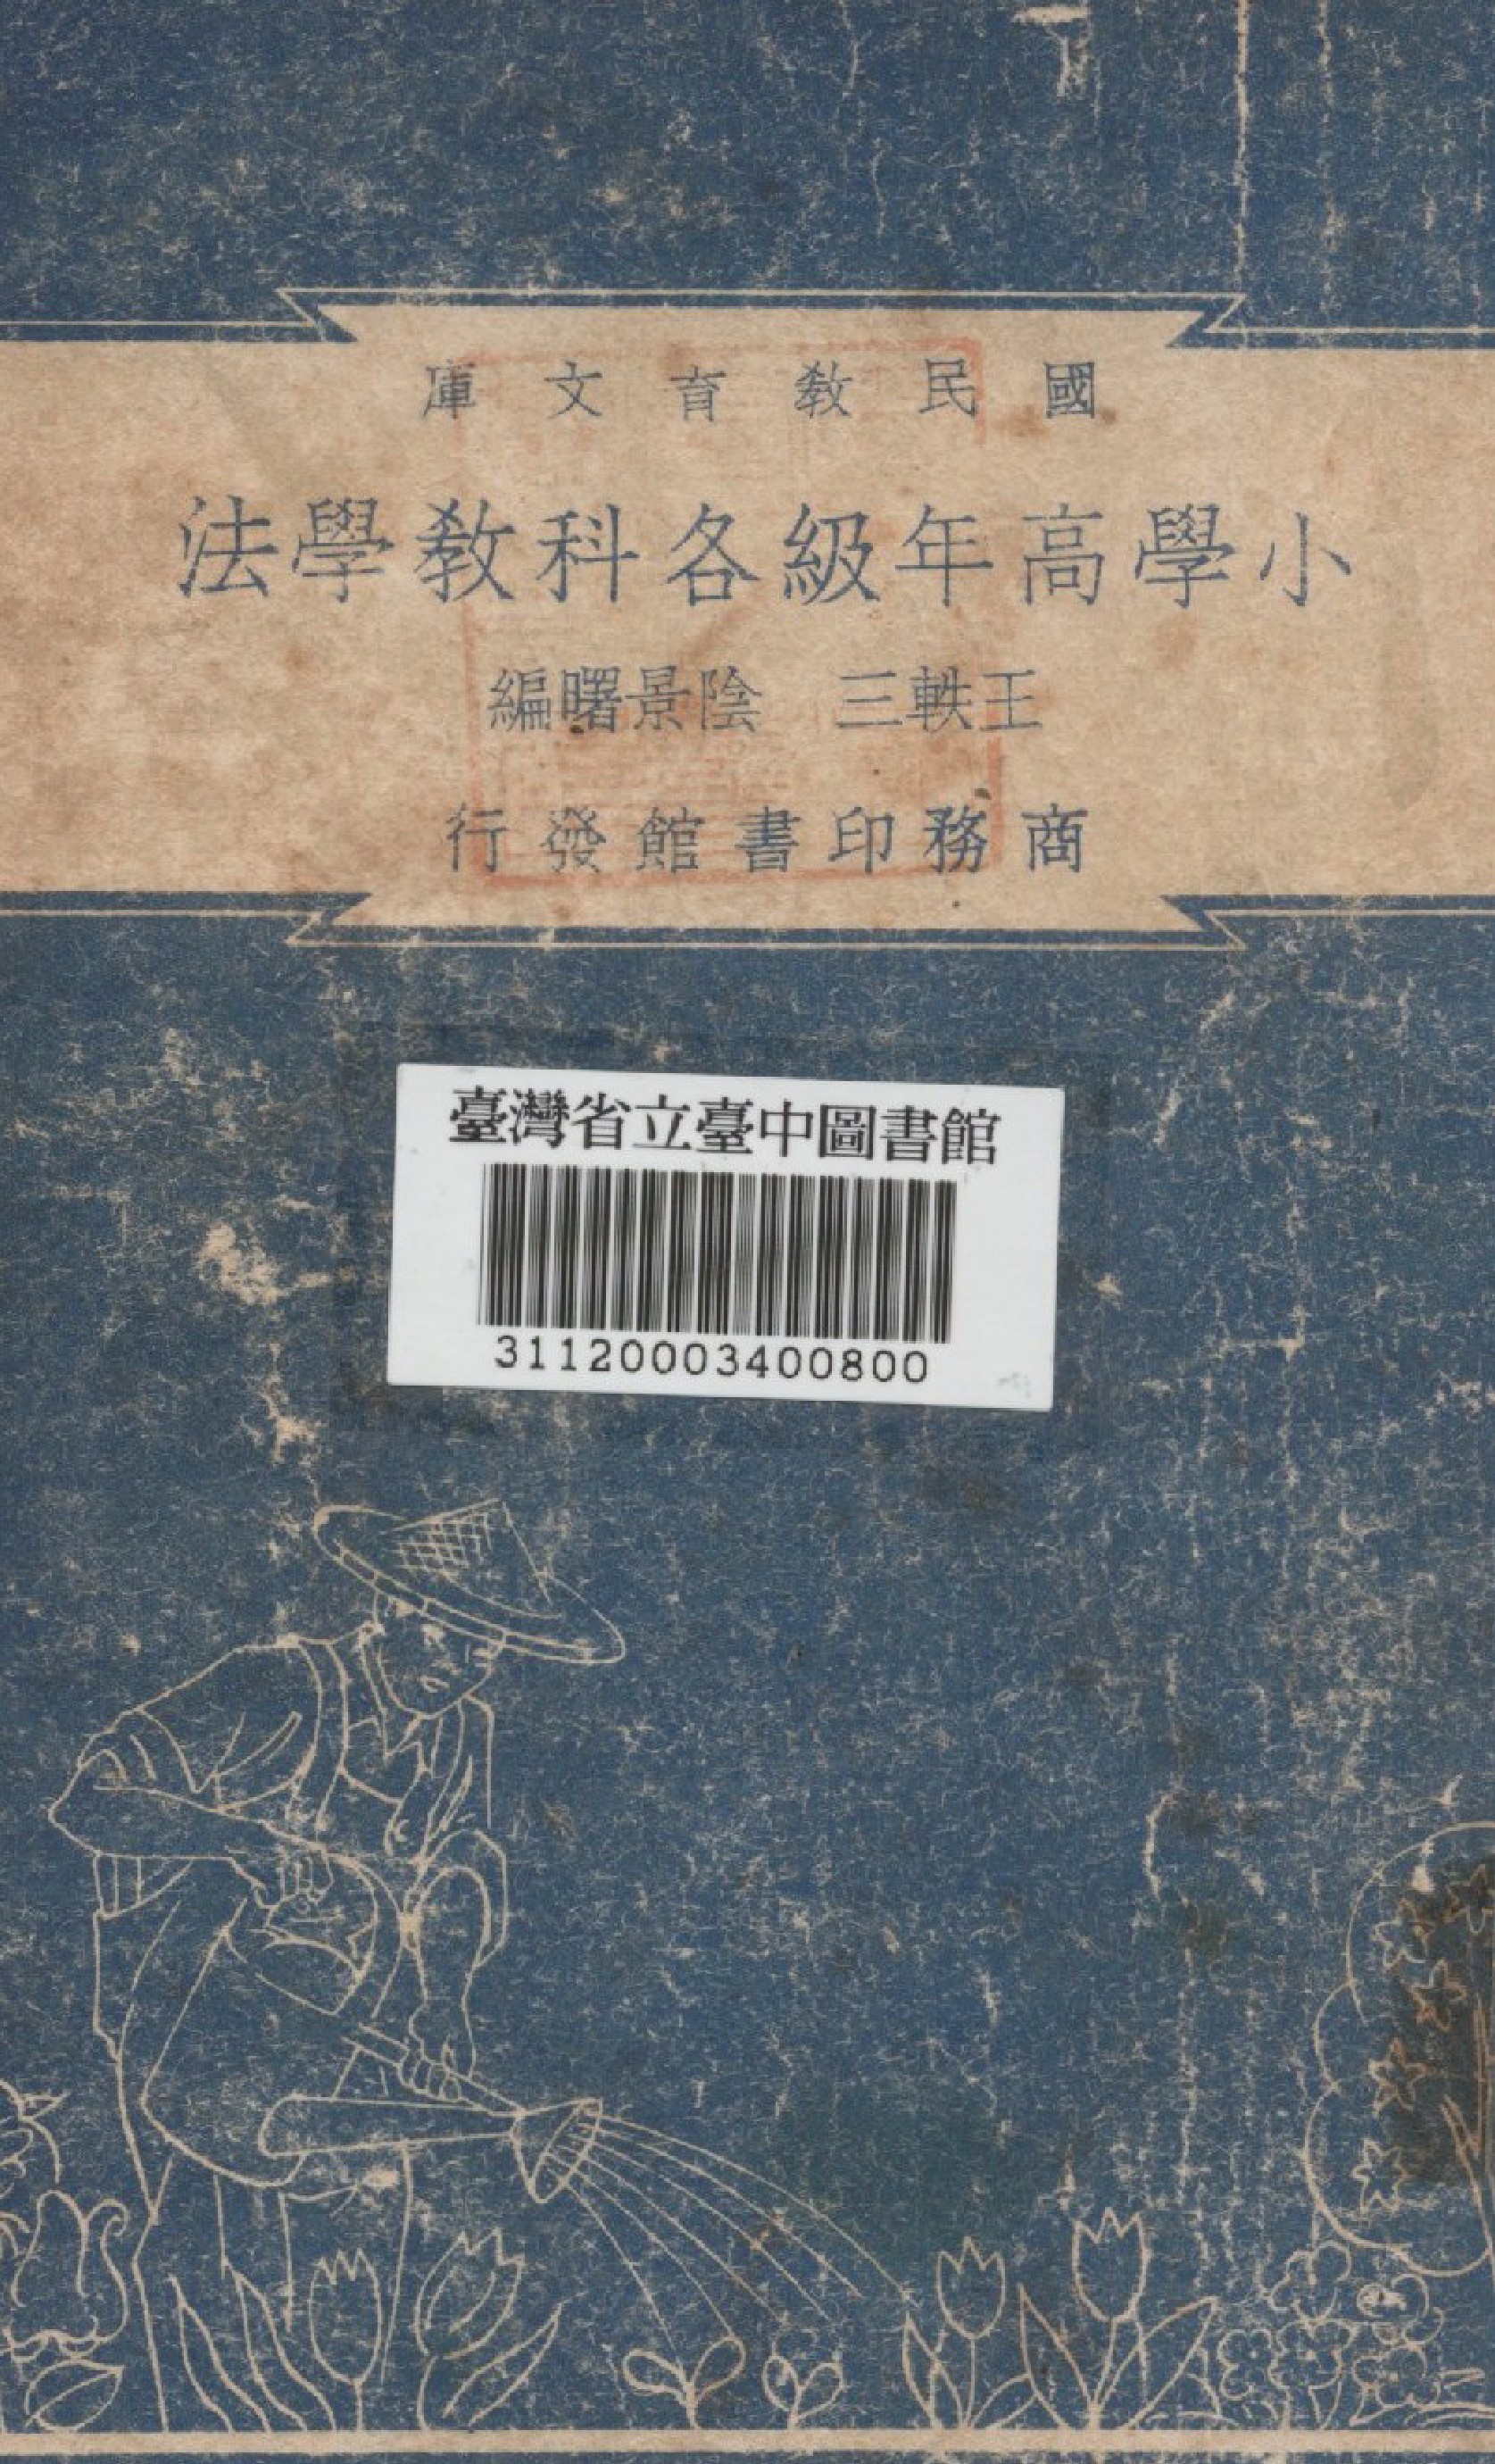 國民教育文庫
小學高年級各科教學法
王軼三　陰景曙編
商務印書館發行
臺灣省立臺中圖書館
31120003400800